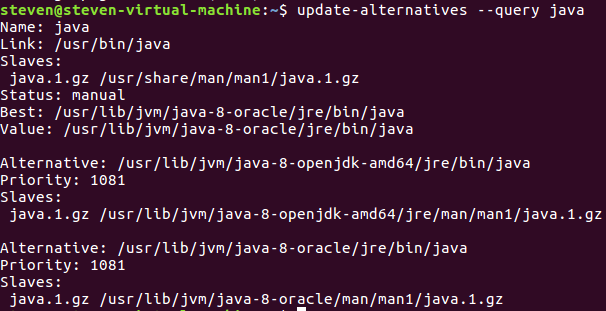 steven@steven-virtual-machine:~$ update-alternatives --query java
Name: java
Link: /usr/bin/java
Slaves:
 java.1.gz /usr/share/man/man1/java.1.gz
Status: manual
Best: /usr/lib/jvm/java-8-oracle/jre/bin/java
Value: /usr/lib/jvm/java-8-oracle/jre/bin/java

Alternative: /usr/lib/jvm/java-8-openjdk-amd64/jre/bin/java
Priority: 1081
Slaves:
 java.1.gz /usr/lib/jvm/java-8-openjdk-amd64/jre/man/man1/java.1.gz

Alternative: /usr/lib/jvm/java-8-oracle/jre/bin/java
Priority: 1081
Slaves:
 java.1.gz /usr/lib/jvm/java-8-oracle/man/man1/java.1.gz